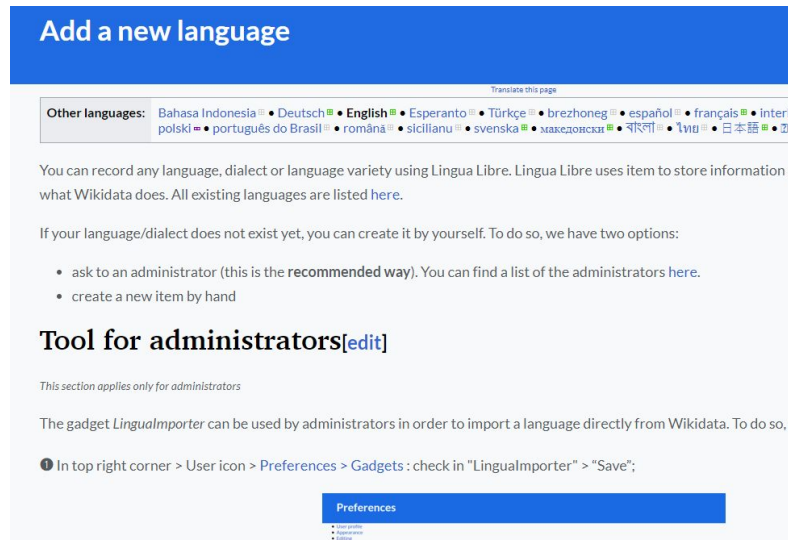 Add a new language
Translate this page
Other languages: Bahasa Indonesia • Deutsch • English • Esperanto • Türkçe • brezhoneg • español • français •
polski • português do Brasil • română • sicilianu • svenska • македонски • বাংলা • ไทย • 日本語 •
You can record any language, dialect or language variety using Lingua Libre. Lingua Libre uses item to store information
what Wikidata does. All existing languages are listed here.
If your language/dialect does not exist yet, you can create it by yourself. To do so, we have two options:
• ask to an administrator (this is the recommended way). You can find a list of the administrators here.
• create a new item by hand
Tool for administrators[edit]
This section applies only for administrators
The gadget LinguaImporter can be used by administrators in order to import a language directly from Wikidata. To do so,
❶ In top right corner > User icon > Preferences > Gadgets : check in "LinguaImporter" > “Save”;
Preferences
• User profile
• Appearance
• Editing